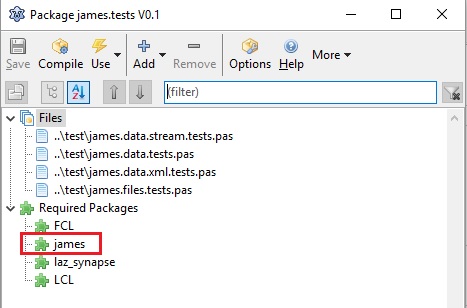 Package james.tests V0.1
Save Compile Use Add Remove Options Help More
(filter)
Files
..\test\james.data.stream.tests.pas
..\test\james.data.tests.pas
..\test\james.data.xml.tests.pas
..\test\james.files.tests.pas
Required Packages
FCL
james
laz_synapse
LCL